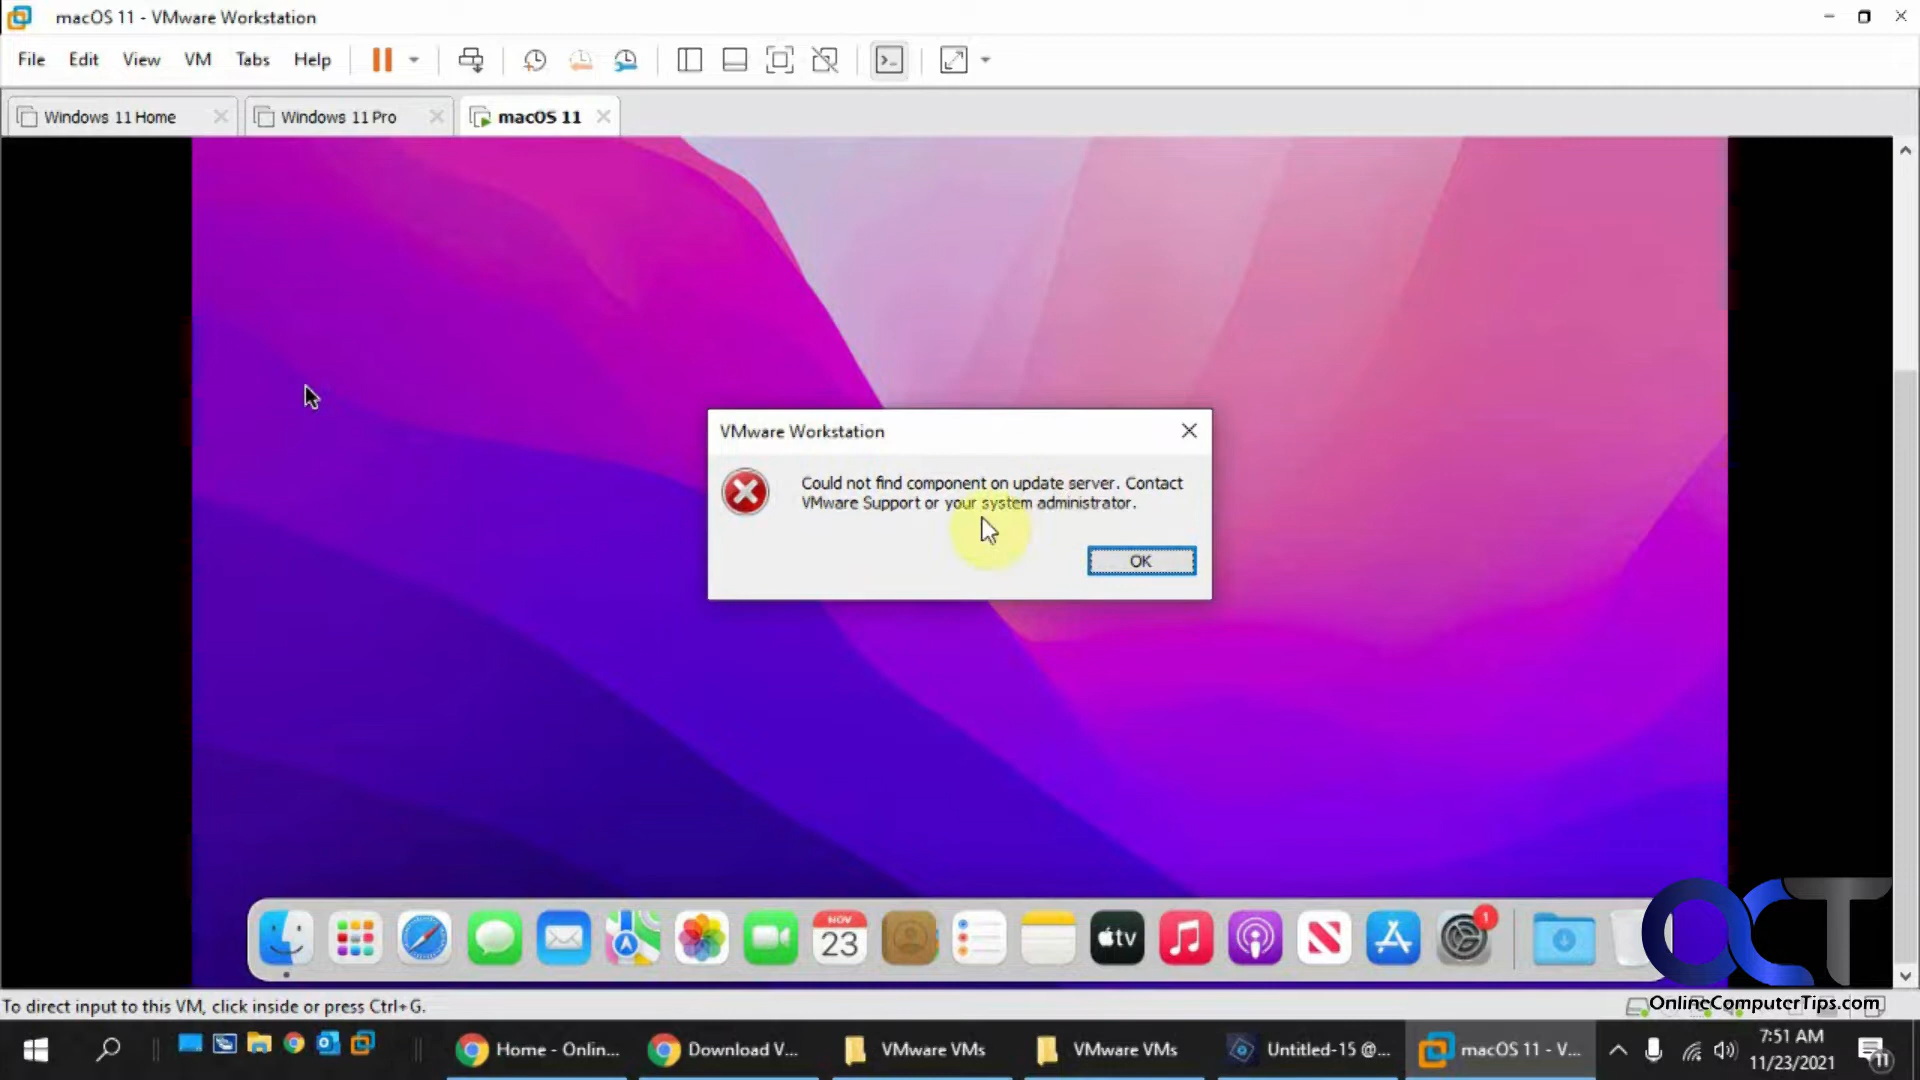 macOS 11 - VMware Workstation
File Edit View VM Tabs Help
Windows 11 Home Windows 11 Pro macOS 11
VMware Workstation
Could not find component on update server. Contact
VMware Support or your system administrator.
OK
NOV
23
tv
1
OCT
To direct input to this VM, click inside or press Ctrl+G.
OnlineComputerTips.com
Home - Onlin... Download V... VMware VMs VMware VMs Untitled-15 @... macOS 11 - V...
7:51 AM
11/23/2021
11